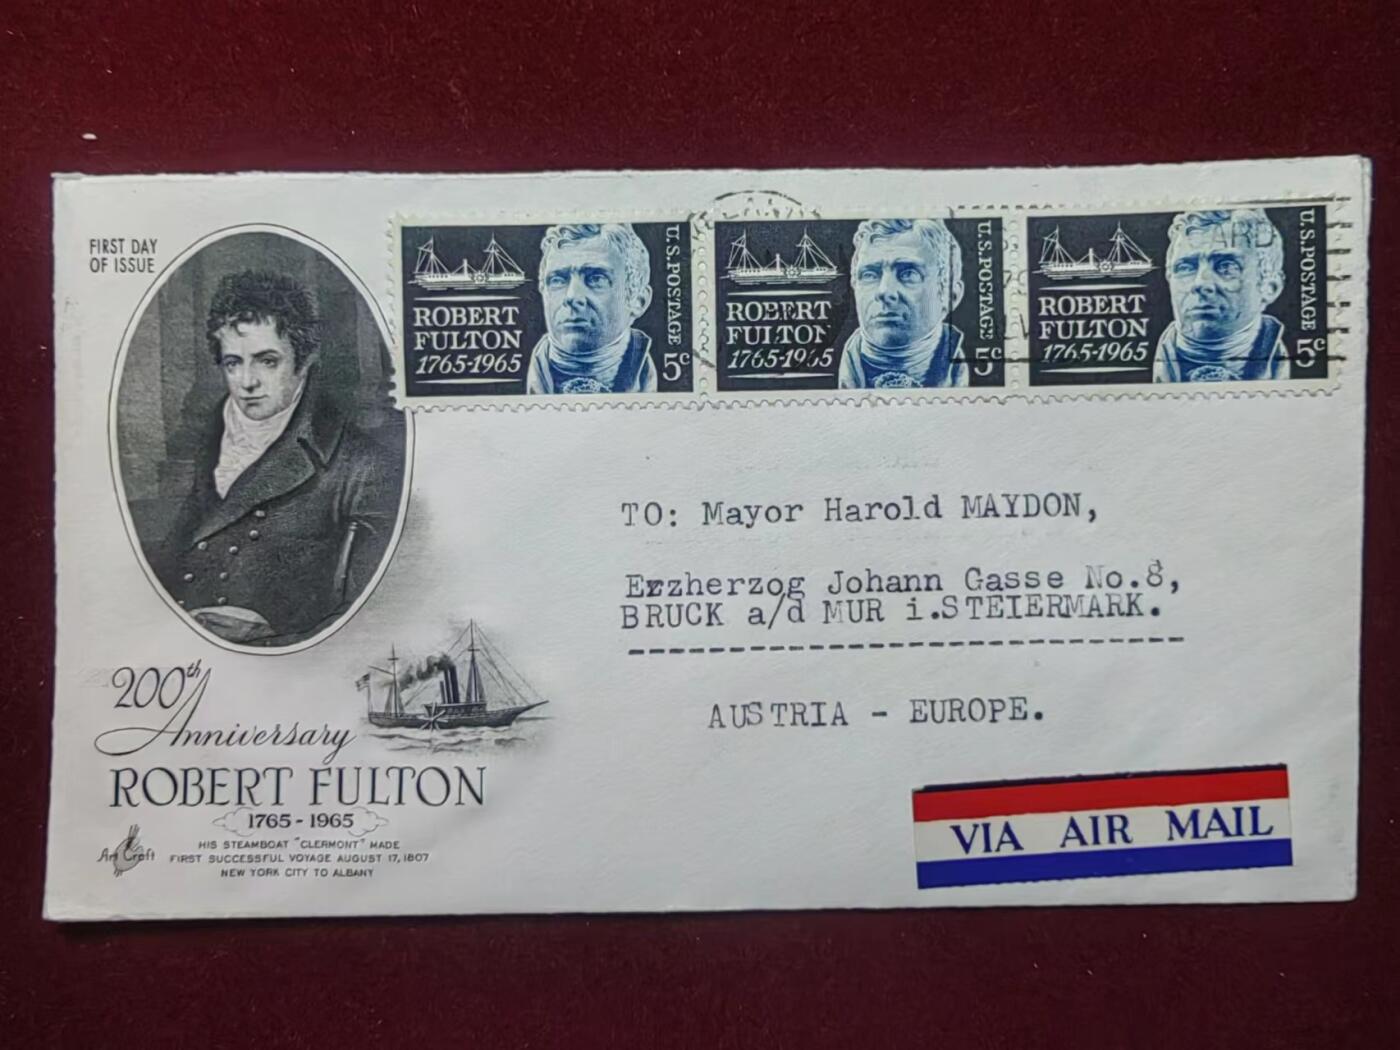 FIRST DAY
OF ISSUE
ROBERT
FULTON
1765-1965
U.S.POSTAGE
5c
ROBERT
FULTON
1765-1965
U.S.POSTAGE
5c
ROBERT
FULTON
1765-1965
U.S.POSTAGE
5c
TO: Mayor Harold MAYDON,
Erzherzog Johann Gasse No.8,
BRUCK a/d MUR i.STEIERMARK.
AUSTRIA - EUROPE.
200th
Anniversary
ROBERT FULTON
1765-1965
Art Craft
HIS STEAMBOAT "CLERMONT" MADE
FIRST SUCCESSFUL VOYAGE AUGUST 17, 1807
NEW YORK CITY TO ALBANY
VIA AIR MAIL